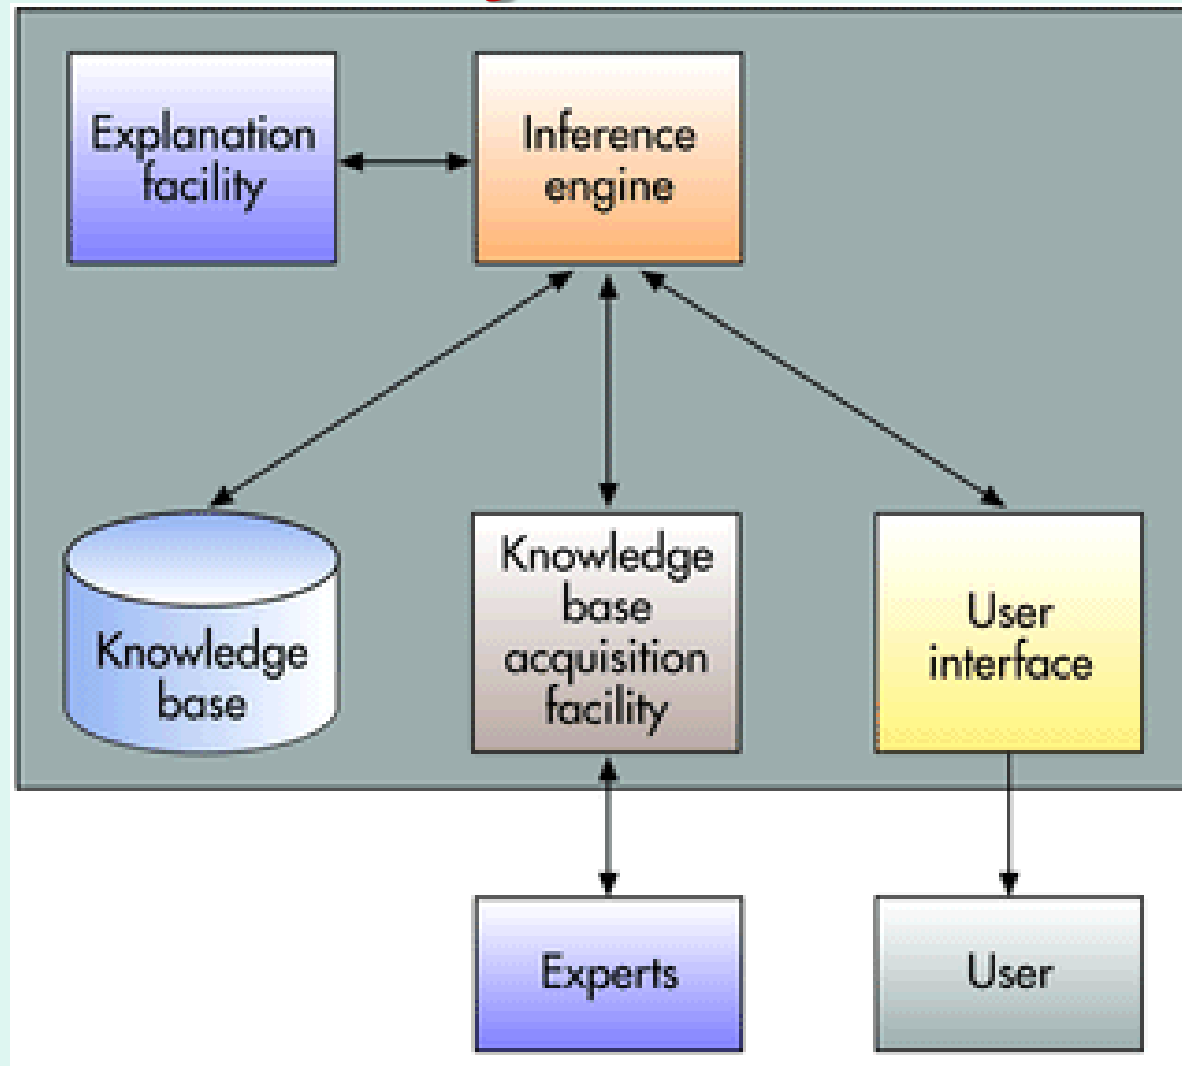 Explanation
facility
Inference
engine
Knowledge
base
Knowledge
base
acquisition
facility
User
interface
Experts
User